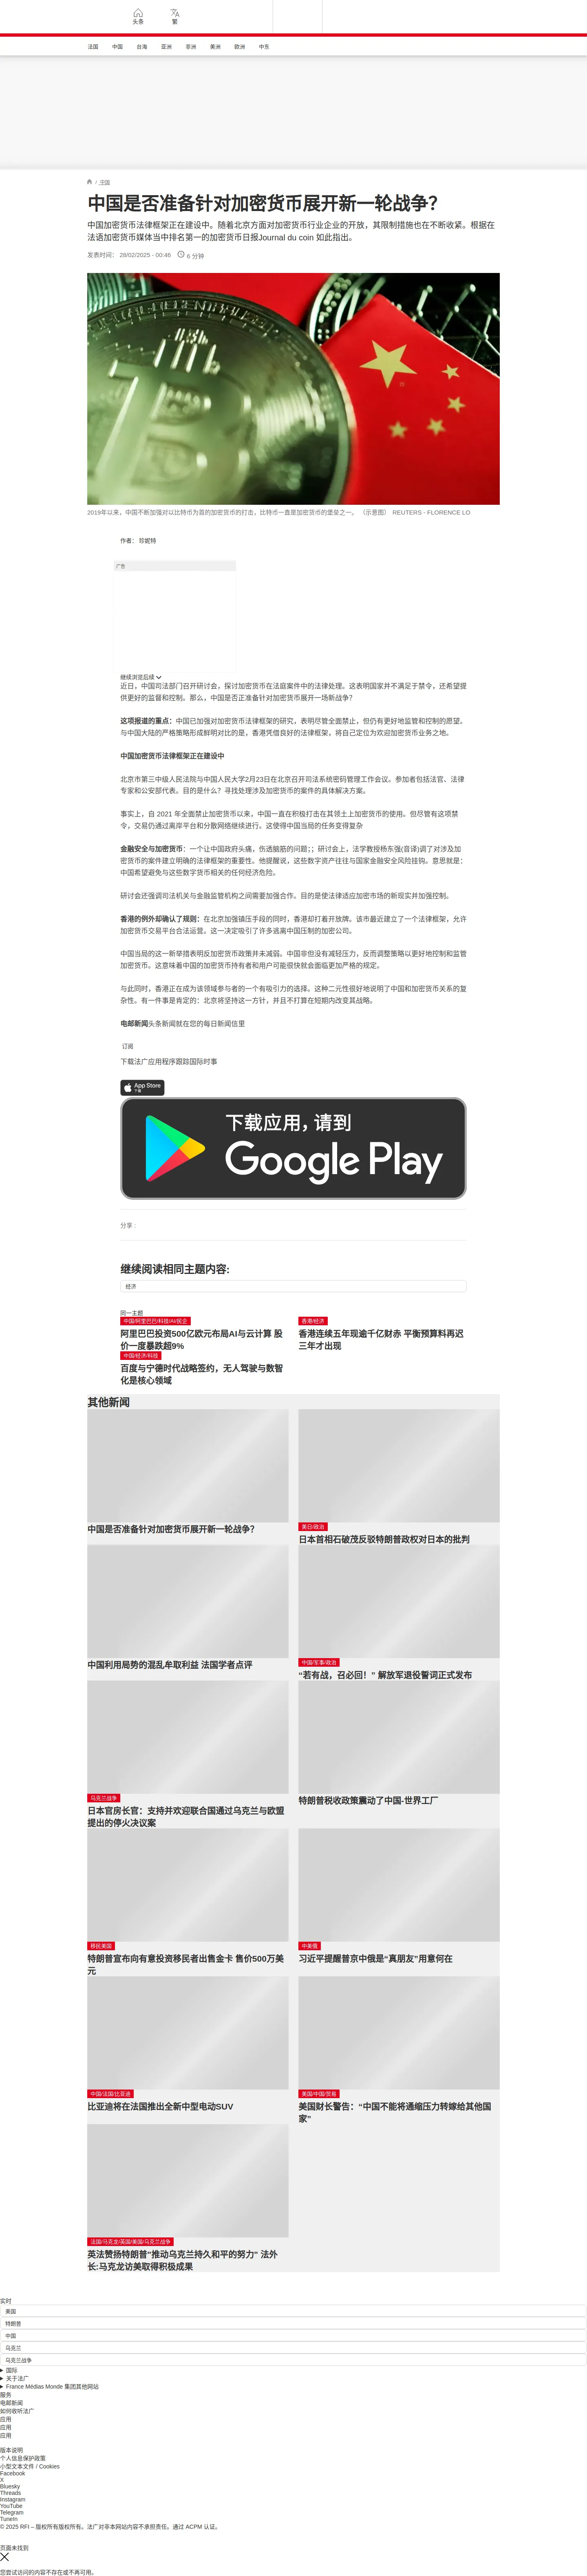 头条
繁
法国
中国
台海
亚洲
非洲
美洲
欧洲
中东
/ 中国
中国是否准备针对加密货币展开新一轮战争？
中国加密货币法律框架正在建设中。随着北京方面对加密货币行业企业的开放，其限制措施也在不断收紧。根据在
法语加密货币媒体当中排名第一的加密货币日报Journal du coin 如此指出。
发表时间： 28/02/2025 - 00:46
6 分钟
2019年以来，中国不断加强对以比特币为首的加密货币的打击，比特币一直是加密货币的堡垒之一。 （示意图） REUTERS - FLORENCE LO
作者： 珍妮特
广告
继续浏览后续
近日，中国司法部门召开研讨会，探讨加密货币在法庭案件中的法律处理。这表明国家并不满足于禁令，还希望提
供更好的监督和控制。那么，中国是否正准备针对加密货币展开一场新战争？
这项报道的重点：中国已加强对加密货币法律框架的研究，表明尽管全面禁止，但仍有更好地监管和控制的愿望。
与中国大陆的严格策略形成鲜明对比的是，香港凭借良好的法律框架，将自己定位为欢迎加密货币业务之地。
中国加密货币法律框架正在建设中
北京市第三中级人民法院与中国人民大学2月23日在北京召开司法系统密码管理工作会议。参加者包括法官、法律
学家和公安部代表。目的是什么？寻找处理涉及加密货币的案件的具体解决方案。
事实上，自 2021 年全面禁止加密货币以来，中国一直在积极打击在其领土上加密货币的使用。但尽管有这项禁
令，交易仍通过离岸平台和分散网络继续进行。这使得中国当局的任务变得复杂
金融安全与加密货币：一个让中国政府头痛，伤透脑筋的问题；；研讨会上，法学教授杨东强(音译)调了对涉及加
密货币的案件建立明确的法律框架的重要性。他提醒说，这些数字资产往往与国家金融安全风险挂钩。意思就是：
中国希望避免与这些数字货币相关的任何经济危险。
研讨会还强调司法机关与金融监管机构之间需要加强合作。目的是使法律适应加密市场的新现实并加强控制。
香港的例外却确认了规则：在北京加强镇压手段的同时，香港却打着开放牌。该市最近建立了一个法律框架，允许
加密货币交易平台合法运营。这一决定吸引了许多逃离中国压制的加密公司。
中国当局的这一新举措表明反加密货币政策并未减弱。中国非但没有减轻压力，反而调整策略以更好地控制和监管
加密货币。这意味着中国的加密货币持有者和用户可能很快就会面临更加严格的规定。
与此同时，香港正在成为该领域参与者的一个有吸引力的选择。这种二元性很好地说明了中国和加密货币关系的复
杂性。有一件事是肯定的：北京将坚持这一方针，并且不打算在短期内改变其战略。
电邮新闻头条新闻就在您的每日新闻信里
订阅
下载法广应用程序跟踪国际时事
App Store
下载
下载应用，请到
Google Play
分享 :
继续阅读相同主题内容:
经济
同一主题
中国/阿里巴巴/科技/AI/民企
阿里巴巴投资500亿欧元布局AI与云计算 股
价一度暴跌超9%
香港/经济
香港连续五年现逾千亿财赤 平衡预算料再迟
三年才出现
中国/经济/科技
百度与宁德时代战略签约，无人驾驶与数智
化是核心领域
其他新闻
中国是否准备针对加密货币展开新一轮战争？
美日/政治
日本首相石破茂反驳特朗普政权对日本的批判
中国利用局势的混乱牟取利益 法国学者点评
中国/军事/政治
“若有战，召必回！” 解放军退役誓词正式发布
乌克兰战争
日本官房长官：支持并欢迎联合国通过乌克兰与欧盟
提出的停火决议案
特朗普税收政策震动了中国-世界工厂
移民美国
特朗普宣布向有意投资移民者出售金卡 售价500万美
元
中美俄
习近平提醒普京中俄是“真朋友”用意何在
中国/法国/比亚迪
比亚迪将在法国推出全新中型电动SUV
美国/中国/贸易
美国财长警告：“中国不能将通缩压力转嫁给其他国
家”
法国/马克龙/英国/美国/乌克兰战争
英法赞扬特朗普"推动乌克兰持久和平的努力" 法外
长:马克龙访美取得积极成果
实时
美国
特朗普
中国
乌克兰
乌克兰战争
国际
关于法广
France Médias Monde 集团其他网站
服务
电邮新闻
如何收听法广
应用
应用
应用
版本说明
个人信息保护政策
小型文本文件 / Cookies
Facebook
X
Bluesky
Threads
Instagram
YouTube
Telegram
TuneIn
© 2025 RFI – 版权所有版权所有。法广对非本网站内容不承担责任。通过 ACPM 认证。
页面未找到
您尝试访问的内容不存在或不再可用。